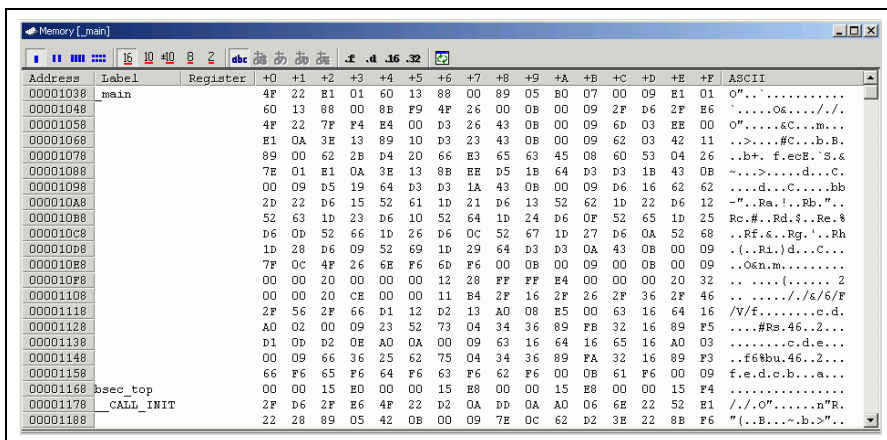 Memory [_main]
16 10 ±10 8 2 abc あ .f .d .16 .32
Address Label Register +0 +1 +2 +3 +4 +5 +6 +7 +8 +9 +A +B +C +D +E +F ASCII
00001038 _main 4F 22 E1 01 60 13 88 00 89 05 B0 07 00 09 E1 01 O"..`...........
00001048 60 13 88 00 8B F9 4F 26 00 0B 00 09 2F D6 2F E6 `.....O&..../././.
00001058 4F 22 7F F4 E4 00 D3 26 43 0B 00 09 6D 03 EE 00 O".....&C...m...
00001068 E1 0A 3E 13 89 10 D3 23 43 0B 00 09 62 03 42 11 ..>....#C...b.B.
00001078 89 00 62 2B D4 20 66 E3 65 63 45 08 60 53 04 26 ..b+. f.ecE.`S.&
00001088 7E 01 E1 0A 3E 13 8B EE D5 1B 64 D3 D3 1B 43 0B ~...>.....d...C.
00001098 00 09 D5 19 64 D3 D3 1A 43 0B 00 09 D6 16 62 62 ....d...C.....bb
000010A8 2D 22 D6 15 52 61 1D 21 D6 13 52 62 1D 22 D6 12 -"..Ra.!..Rb."..
000010B8 52 63 1D 23 D6 10 52 64 1D 24 D6 0F 52 65 1D 25 Rc.#..Rd.$..Re.%
000010C8 D6 0D 52 66 1D 26 D6 0C 52 67 1D 27 D6 0A 52 68 ..Rf.&..Rg.'..Rh
000010D8 1D 28 D6 09 52 69 1D 29 64 D3 D3 0A 43 0B 00 09 .(..Ri.)d...C...
000010E8 7F 0C 4F 26 6E F6 6D F6 00 0B 00 09 00 0B 00 09 ..O&n.m.........
000010F8 00 00 20 00 00 00 12 28 FF FF E4 00 00 00 20 32 .. ....(...... 2
00001108 00 00 20 CE 00 00 11 B4 2F 16 2F 26 2F 36 2F 46 .. ...../././&/6/F
00001118 2F 56 2F 66 D1 12 D2 13 A0 08 E5 00 63 16 64 16 /V/f........c.d.
00001128 A0 02 00 09 23 52 73 04 34 36 89 FB 32 16 89 F5 ....#Rs.46..2...
00001138 D1 0D D2 0E A0 0A 00 09 63 16 64 16 65 16 A0 03 ........c.d.e...
00001148 00 09 66 36 25 62 75 04 34 36 89 FA 32 16 89 F3 ..f6%bu.46..2...
00001158 66 F6 65 F6 64 F6 63 F6 62 F6 00 0B 61 F6 00 09 f.e.d.c.b...a...
00001168 bsec_top 00 00 15 E0 00 00 15 E8 00 00 15 E8 00 00 15 F4 ................
00001178 __CALL_INIT 2F D6 2F E6 4F 22 D2 0A DD 0A A0 06 6E 22 52 E1 /./.O"......n"R.
00001188 22 28 89 05 42 0B 00 09 7E 0C 62 D2 3E 22 8B F6 "(..B...~.b.>"..